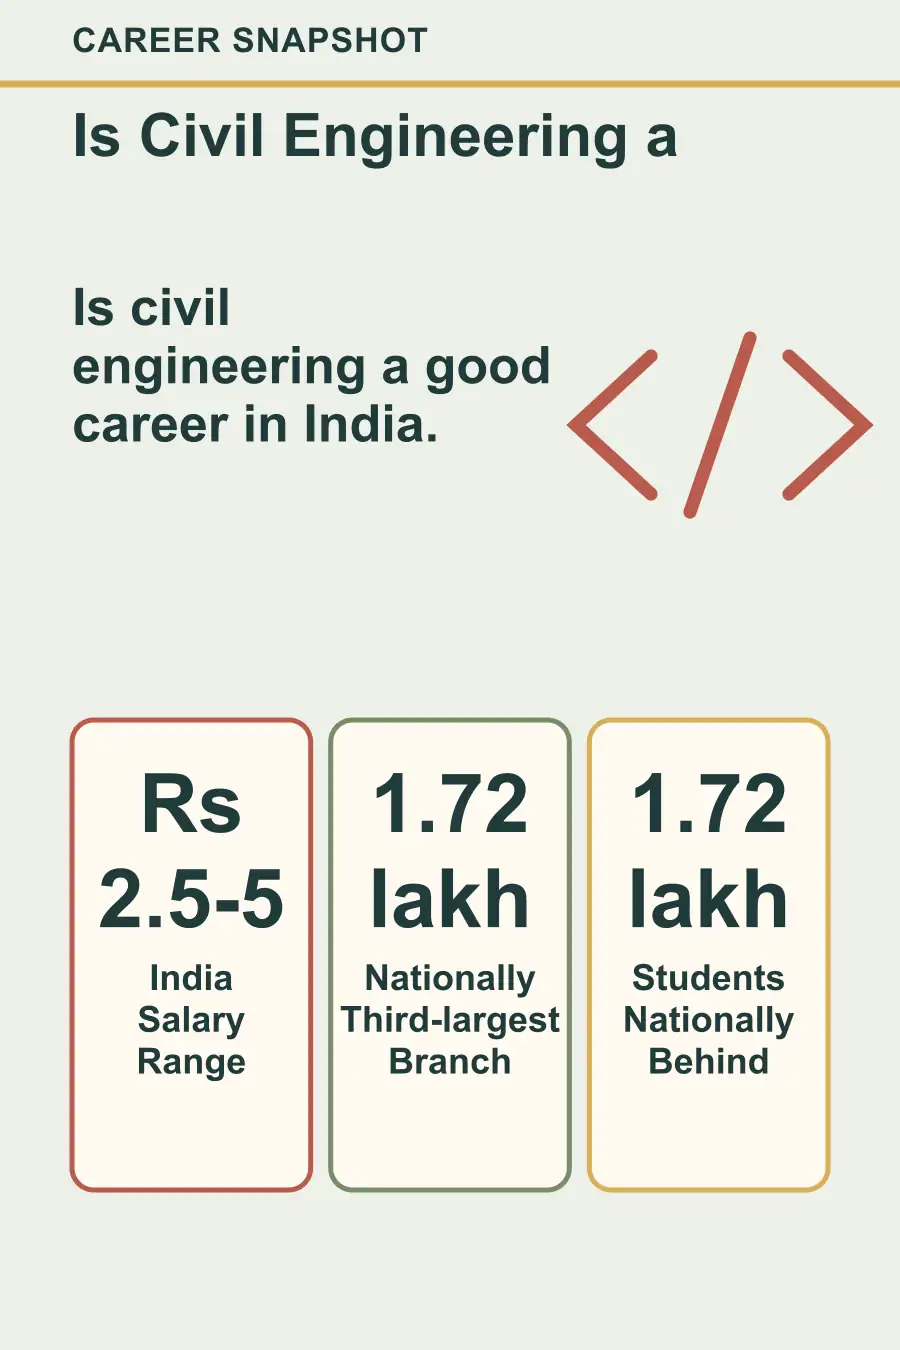 CAREER SNAPSHOT
Is Civil Engineering a
Is civil
engineering a good
career in India.
Rs
2.5-5
India
Salary
Range
1.72
lakh
Nationally
Third-largest
Branch
1.72
lakh
Students
Nationally
Behind